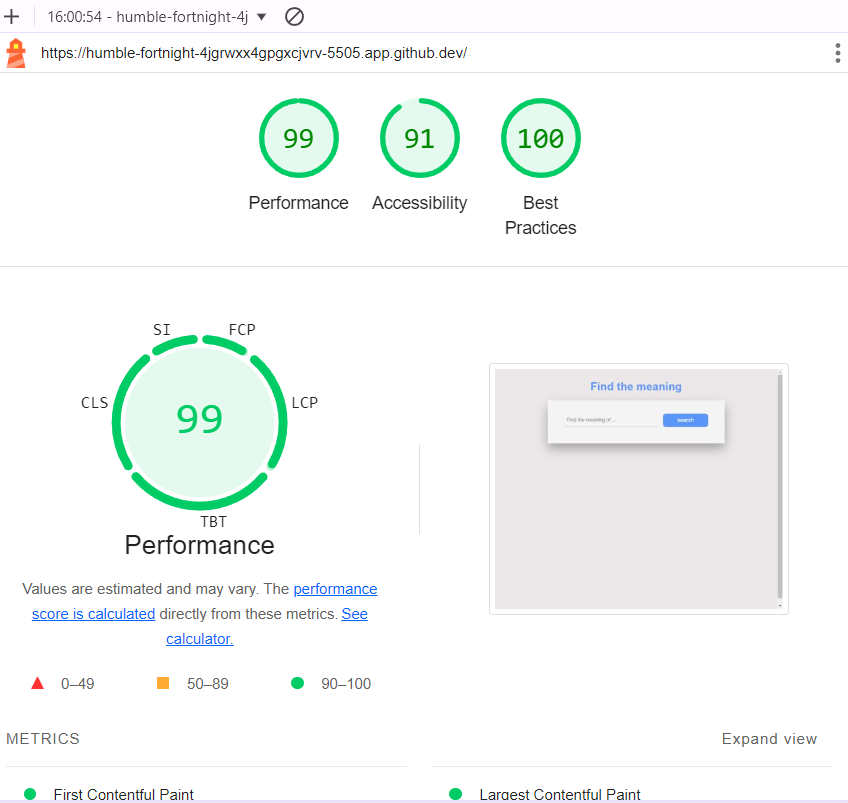 16:00:54 - humble-fortnight-4j
https://humble-fortnight-4jgrwxx4gpgxcjvrv-5505.app.github.dev/
99
91
100
Performance
Accessibility
Best
Practices
SI
FCP
CLS
LCP
99
TBT
Performance
Values are estimated and may vary. The performance
score is calculated directly from these metrics. See
calculator.
0–49
50–89
90–100
Find the meaning
Find the meaning of ...
search
METRICS
Expand view
First Contentful Paint
Largest Contentful Paint